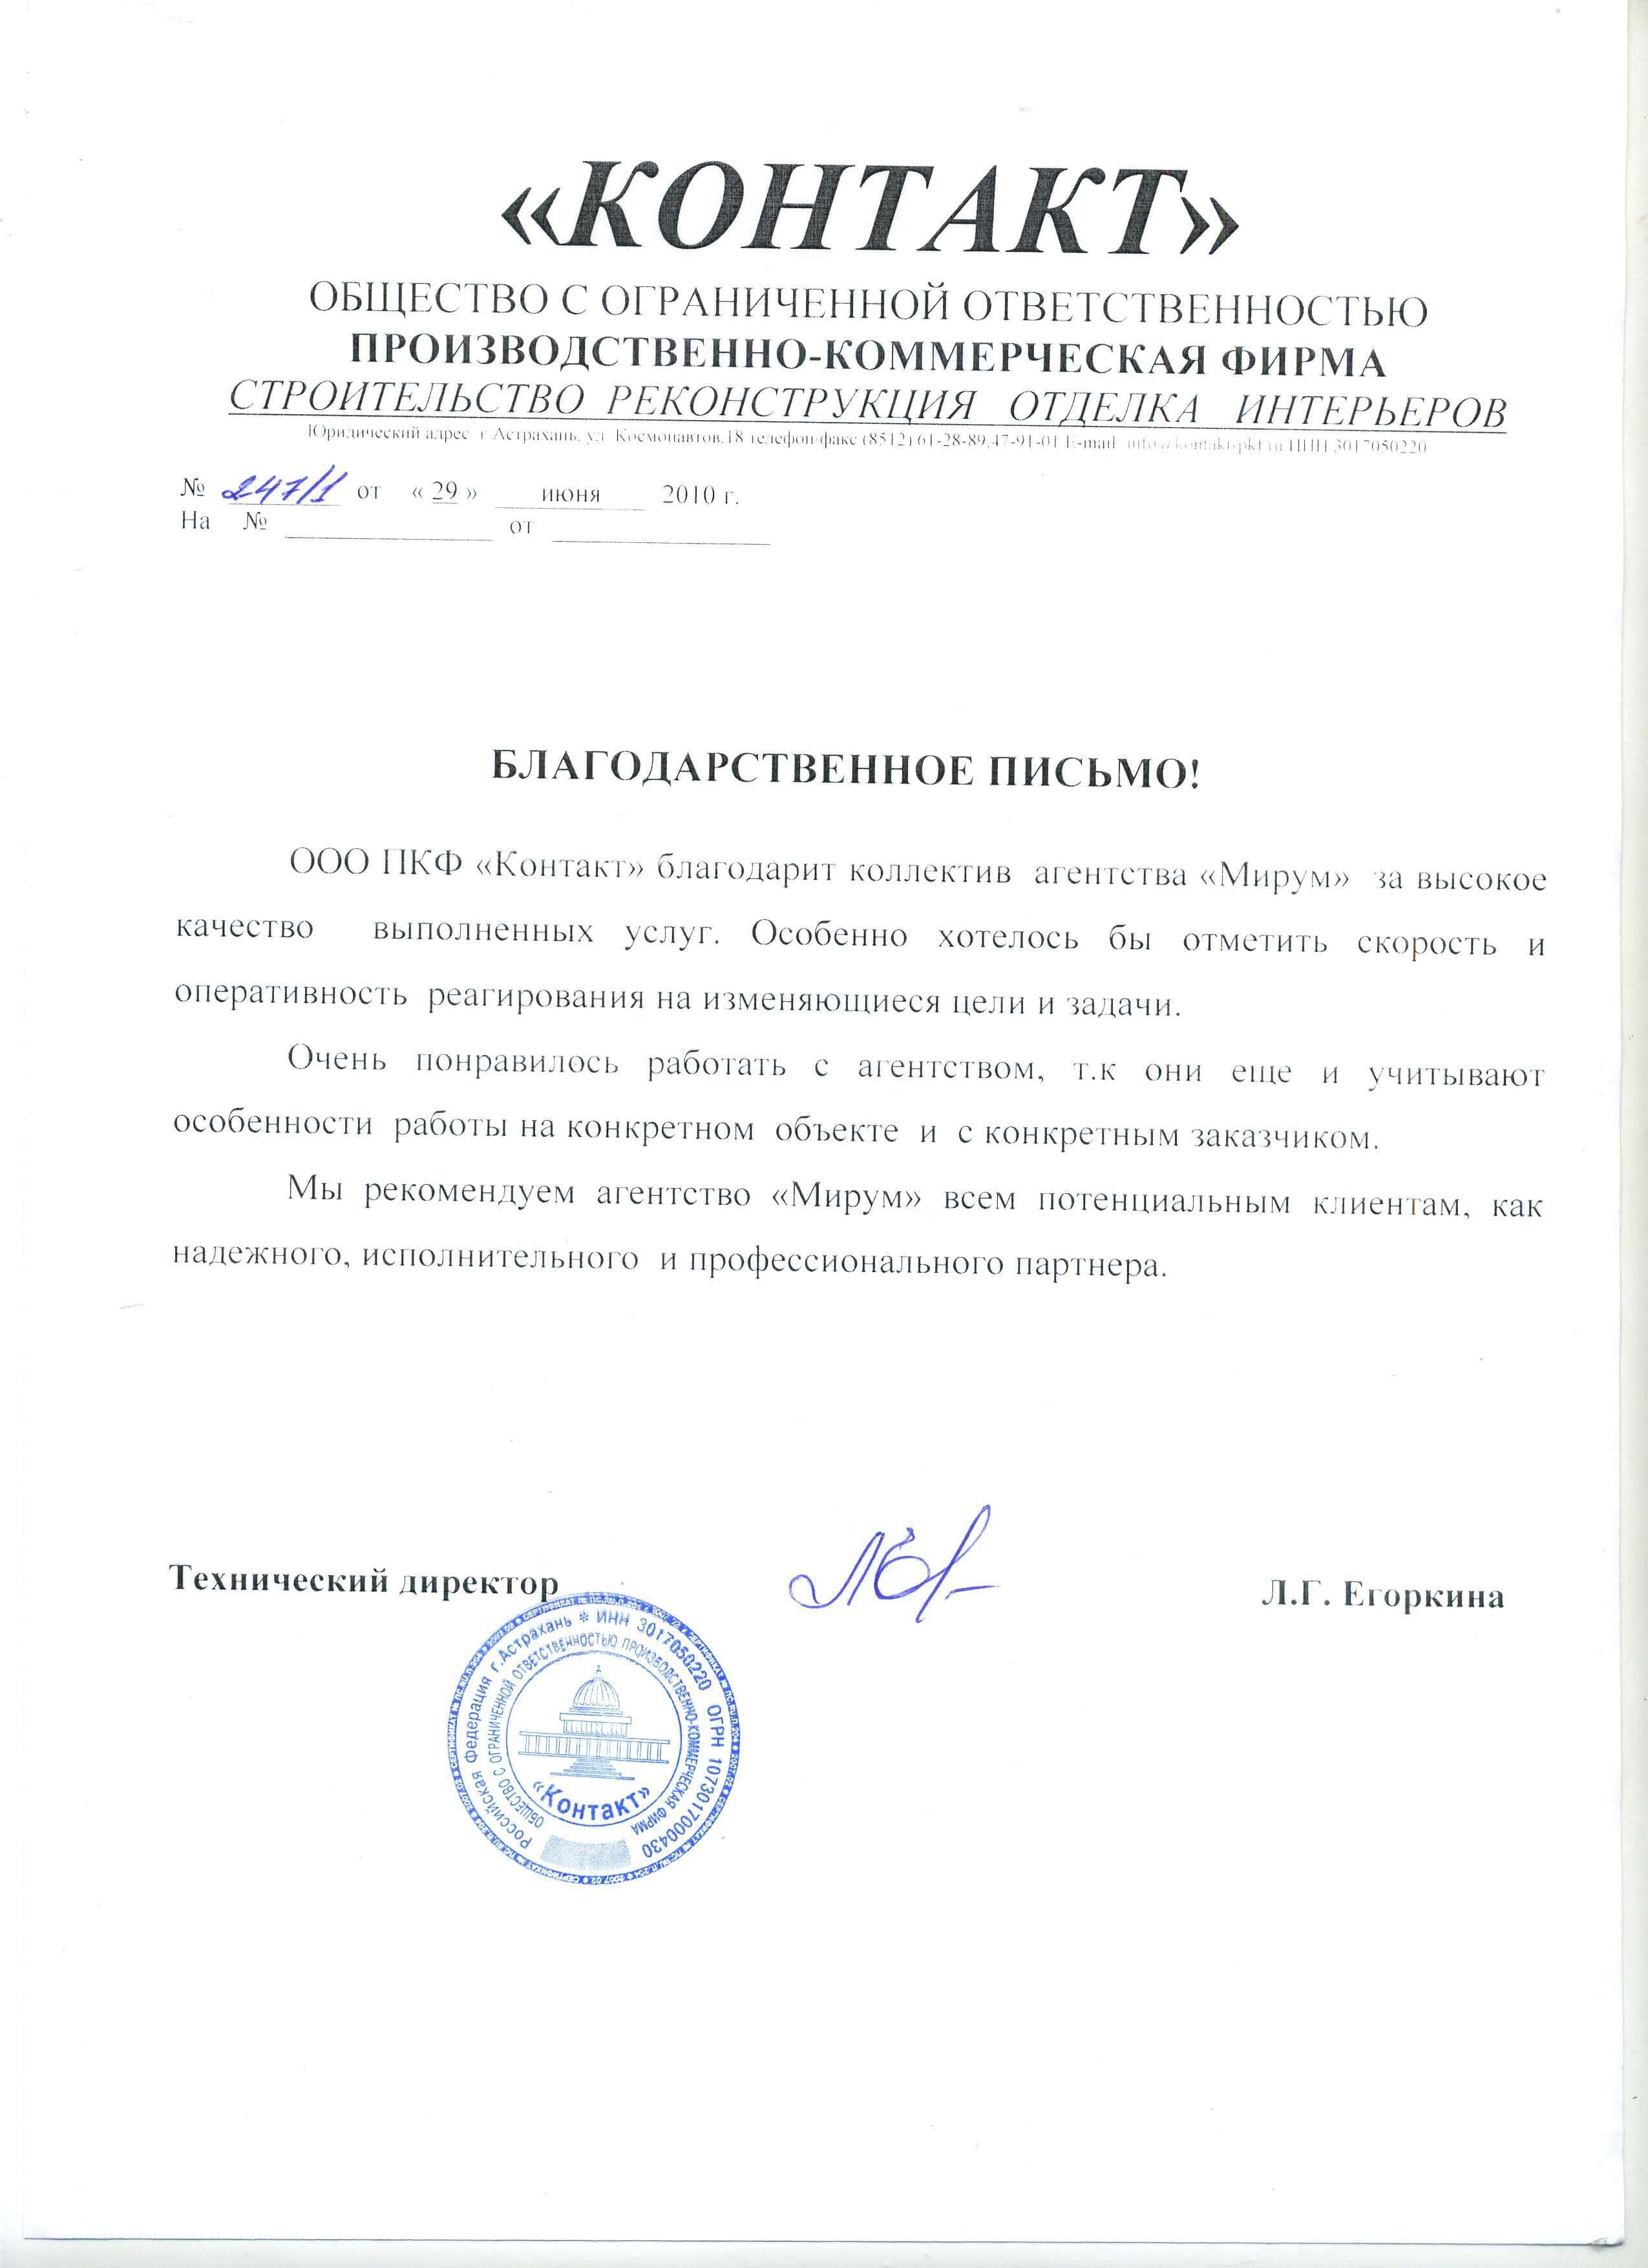 «КОНТАКТ»
ОБЩЕСТВО С ОГРАНИЧЕННОЙ ОТВЕТСТВЕННОСТЬЮ
ПРОИЗВОДСТВЕННО-КОММЕРЧЕСКАЯ ФИРМА
СТРОИТЕЛЬСТВО РЕКОНСТРУКЦИЯ ОТДЕЛКА ИНТЕРЬЕРОВ
Юридический адрес г Астрахань, ул Космонавтов,18 телефон/факс (8512) 61-28-89,47-91-01 E-mail info@kontakt-pkf.ru ИНН 3017050220
№ 247/1 от « 29 » июня 2010 г.
На № от
БЛАГОДАРСТВЕННОЕ ПИСЬМО!
ООО ПКФ «Контакт» благодарит коллектив агентства «Мирум» за высокое
качество выполненных услуг. Особенно хотелось бы отметить скорость и
оперативность реагирования на изменяющиеся цели и задачи.
Очень понравилось работать с агентством, т.к они еще и учитывают
особенности работы на конкретном объекте и с конкретным заказчиком.
Мы рекомендуем агентство «Мирум» всем потенциальным клиентам, как
надежного, исполнительного и профессионального партнера.
Технический директор
Л.Г. Егоркина
Российская Федерация г.Астрахань * ИНН 3017050220 ОГРН 1073017000430
ОБЩЕСТВО С ОГРАНИЧЕННОЙ ОТВЕТСТВЕННОСТЬЮ ПРОИЗВОДСТВЕННО-КОММЕРЧЕСКАЯ ФИРМА
«Контакт»